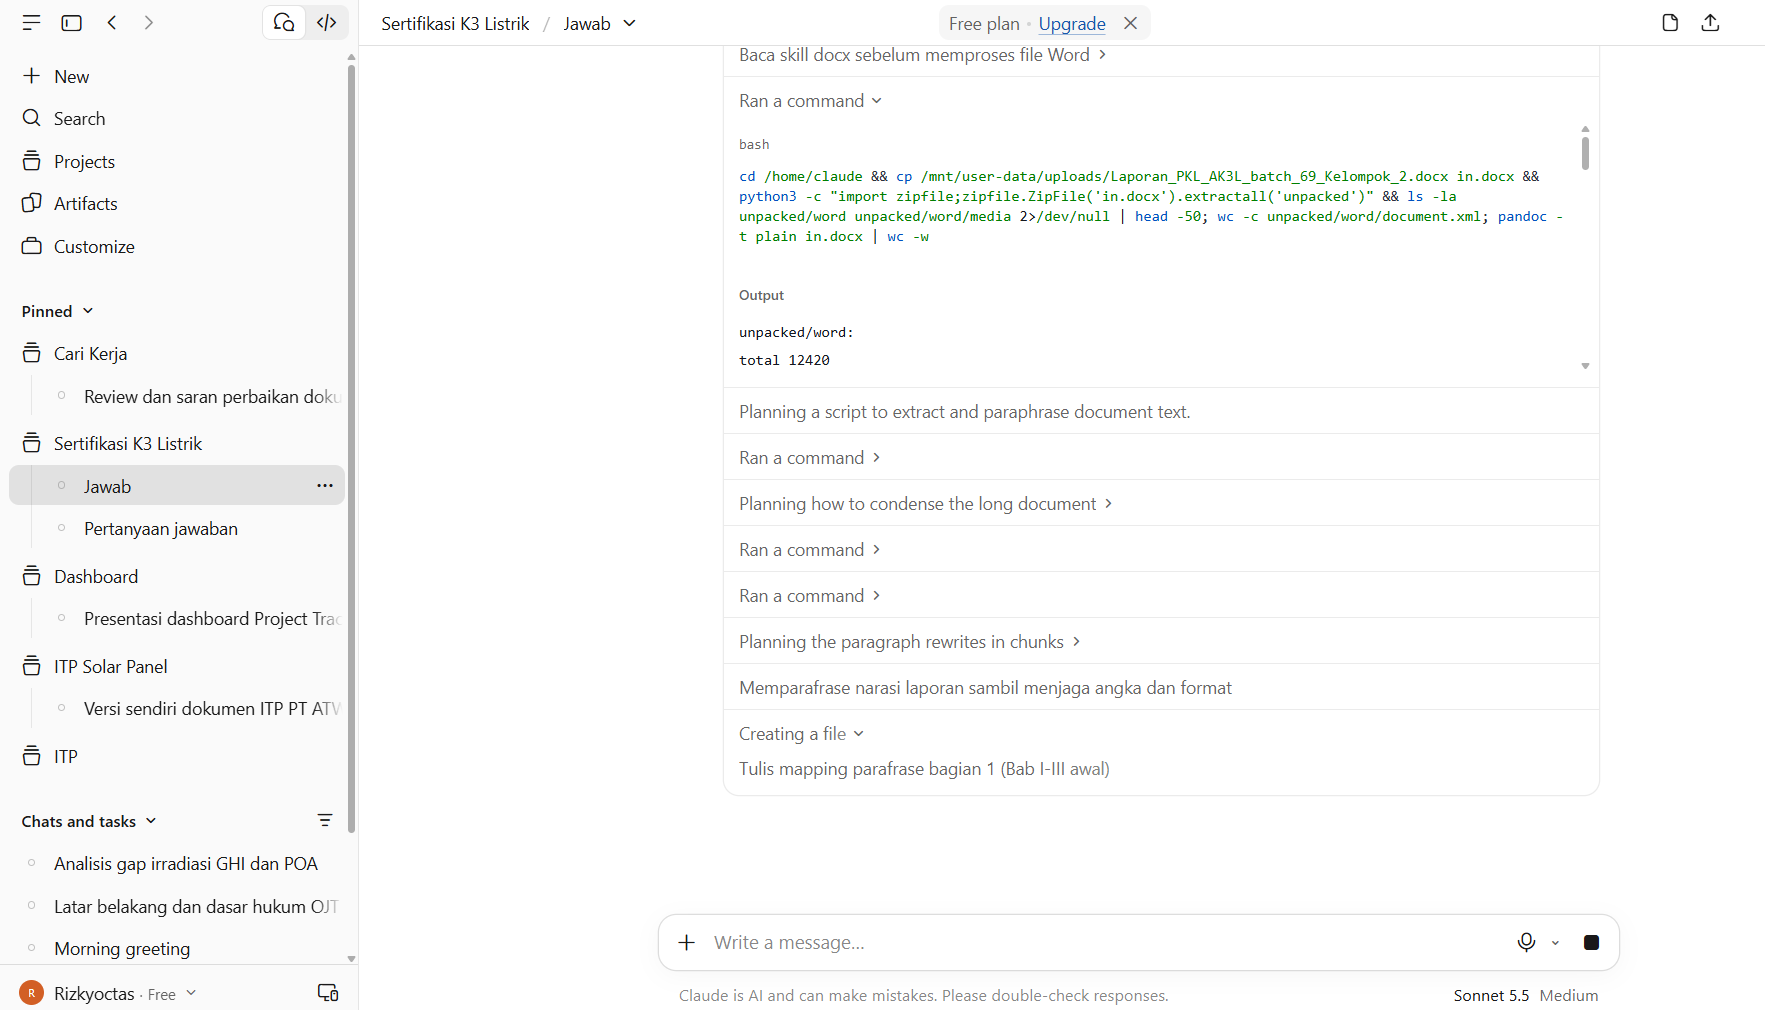 Sertifikasi K3 Listrik / Jawab
Free plan • Upgrade
New
Search
Projects
Artifacts
Customize
Pinned
Cari Kerja
Review dan saran perbaikan doku
Sertifikasi K3 Listrik
Jawab
Pertanyaan jawaban
Dashboard
Presentasi dashboard Project Trac
ITP Solar Panel
Versi sendiri dokumen ITP PT ATW
ITP
Chats and tasks
Analisis gap irradiasi GHI dan POA
Latar belakang dan dasar hukum OJT
Morning greeting
R
Rizkyoctas · Free
Baca skill docx sebelum memproses file Word
Ran a command
bash
cd /home/claude && cp /mnt/user-data/uploads/Laporan_PKL_AK3L_batch_69_Kelompok_2.docx in.docx &&
python3 -c "import zipfile;zipfile.ZipFile('in.docx').extractall('unpacked')" && ls -la
unpacked/word unpacked/word/media 2>/dev/null | head -50; wc -c unpacked/word/document.xml; pandoc -
t plain in.docx | wc -w
Output
unpacked/word:
total 12420
Planning a script to extract and paraphrase document text.
Ran a command
Planning how to condense the long document
Ran a command
Ran a command
Planning the paragraph rewrites in chunks
Memparafrase narasi laporan sambil menjaga angka dan format
Creating a file
Tulis mapping parafrase bagian 1 (Bab I-III awal)
Write a message...
Claude is AI and can make mistakes. Please double-check responses.
Sonnet 5.5 Medium